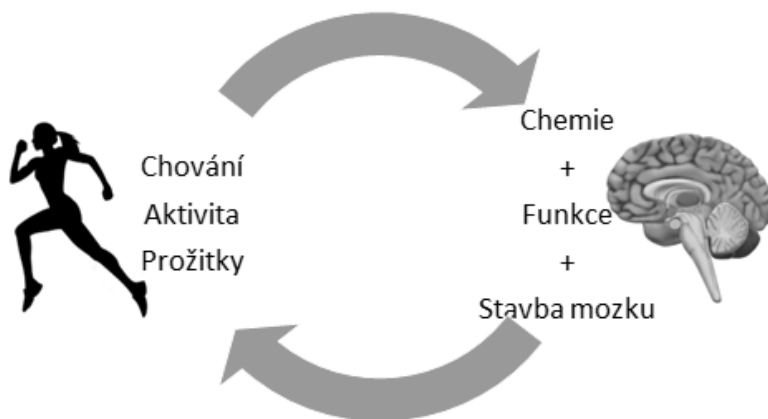 Chování
Aktivita
Prožitky
Chemie
+
Funkce
+
Stavba mozku